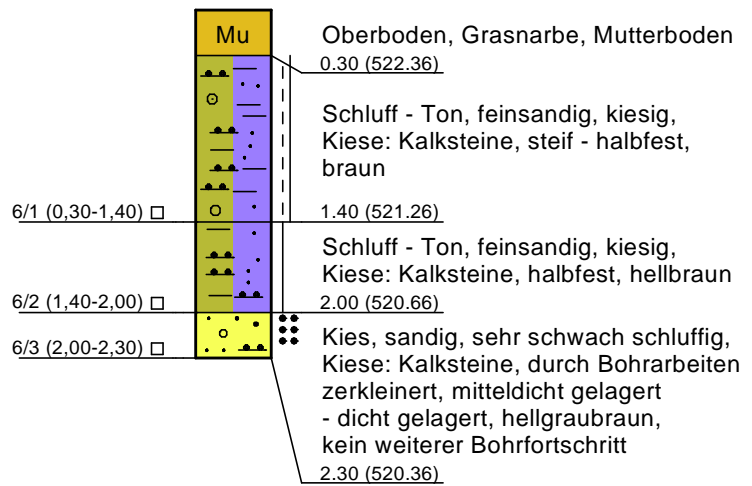 Mu
Oberboden, Grasnarbe, Mutterboden
0.30 (522.36)
Schluff - Ton, feinsandig, kiesig,
Kiese: Kalksteine, steif - halbfest,
braun
6/1 (0,30-1,40)
1.40 (521.26)
Schluff - Ton, feinsandig, kiesig,
Kiese: Kalksteine, halbfest, hellbraun
6/2 (1,40-2,00)
2.00 (520.66)
Kies, sandig, sehr schwach schluffig,
6/3 (2,00-2,30)
Kiese: Kalksteine, durch Bohrarbeiten
zerkleinert, mitteldicht gelagert
- dicht gelagert, hellgraubraun,
kein weiterer Bohrfortschritt
2.30 (520.36)